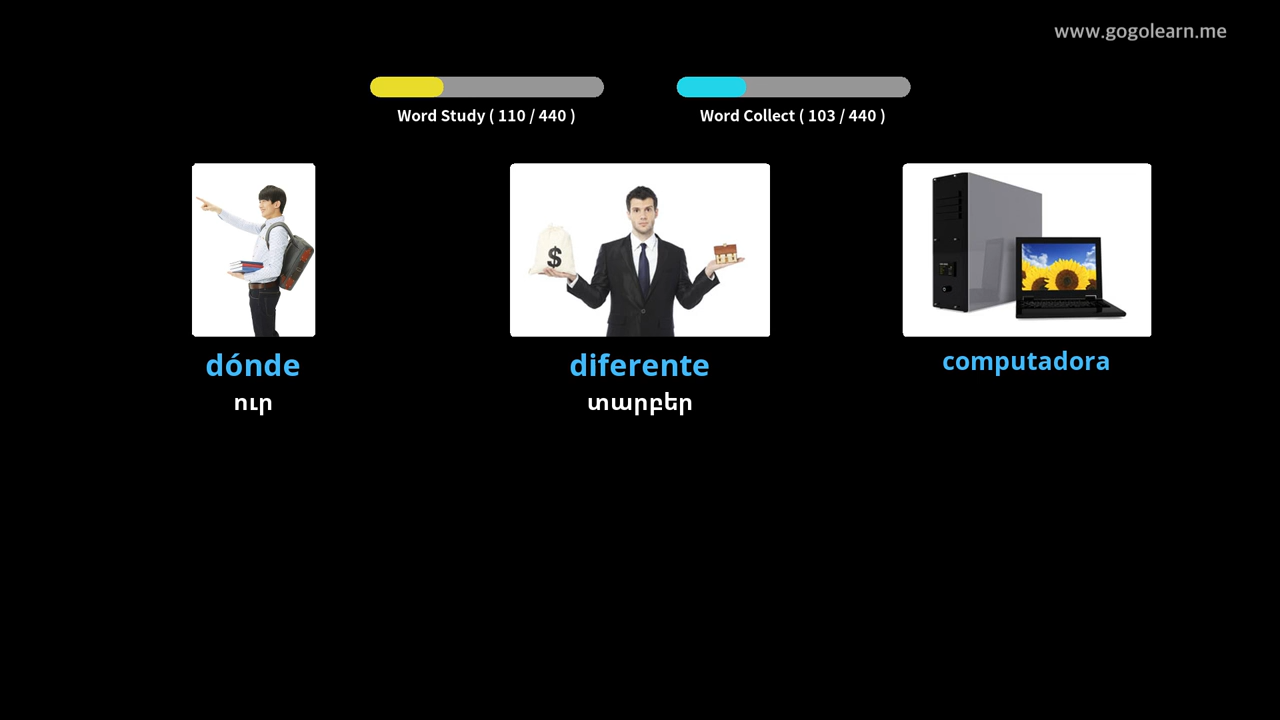 www.gogolearn.me
Word Study ( 110 / 440 )
Word Collect ( 103 / 440 )
$
dónde
diferente
computadora
ուր
տարբեր